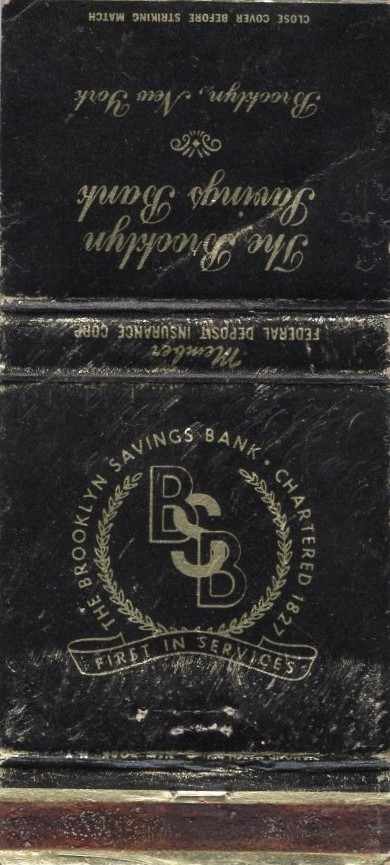 CLOSE COVER BEFORE STRIKING MATCH
The Brooklyn
Savings Bank
Brooklyn, New York
Member
FEDERAL DEPOSIT INSURANCE CORP.
THE BROOKLYN SAVINGS BANK • CHARTERED 1827
BSB
FIRST IN SERVICES